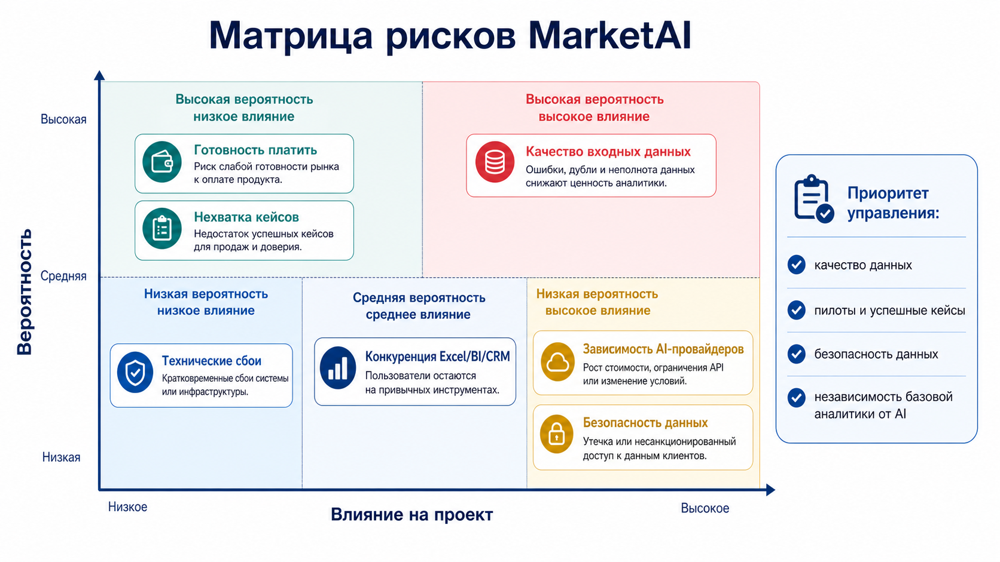 Матрица рисков MarketAI
Вероятность
Высокая
Средняя
Низкая
Высокая вероятность
низкое влияние
Готовность платить
Риск слабой готовности рынка
к оплате продукта.
Нехватка кейсов
Недостаток успешных кейсов
для продаж и доверия.
Высокая вероятность
высокое влияние
Качество входных данных
Ошибки, дубли и неполнота данных
снижают ценность аналитики.
Низкая вероятность
низкое влияние
Технические сбои
Кратковременные сбои системы
или инфраструктуры.
Средняя вероятность
среднее влияние
Конкуренция Excel/BI/CRM
Пользователи остаются
на привычных инструментах.
Низкая вероятность
высокое влияние
Зависимость AI-провайдеров
Рост стоимости, ограничения API
или изменение условий.
Безопасность данных
Утечка или несанкционированный
доступ к данным клиентов.
Низкое
Влияние на проект
Высокое
Приоритет
управления:
качество данных
пилоты и успешные кейсы
безопасность данных
независимость базовой
аналитики от AI